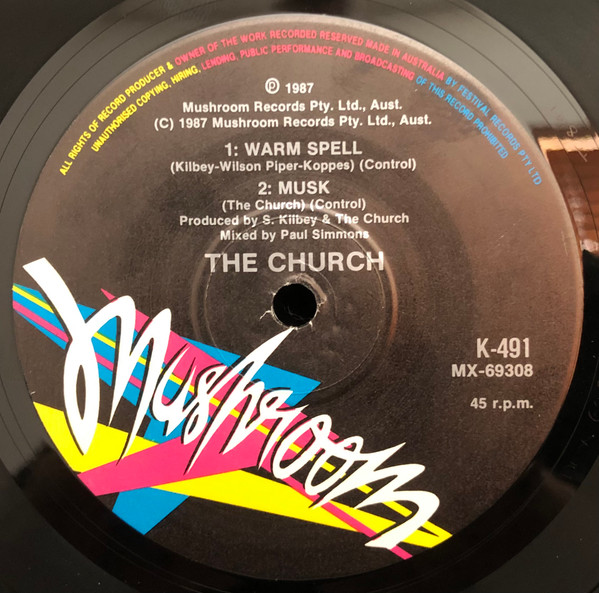 ALL RIGHTS OF RECORD PRODUCER & OWNER OF THE WORK RECORDED RESERVED MADE IN AUSTRALIA BY FESTIVAL RECORDS PTY LTD
UNAUTHORISED COPYING, HIRING, LENDING, PUBLIC PERFORMANCE AND BROADCASTING OF THIS RECORD PROHIBITED
℗ 1987
Mushroom Records Pty. Ltd., Aust.
(C) 1987 Mushroom Records Pty. Ltd., Aust.
1: WARM SPELL
(Kilbey-Wilson Piper-Koppes) (Control)
2: MUSK
(The Church) (Control)
Produced by S. Kilbey & The Church
Mixed by Paul Simmons
THE CHURCH
Mushroom
K-491
MX-69308
45 r.p.m.